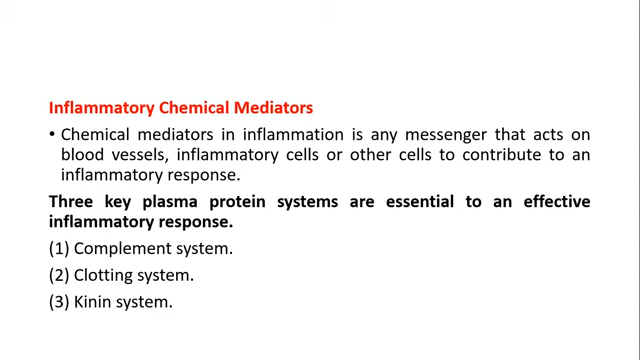 Inflammatory Chemical Mediators
• Chemical mediators in inflammation is any messenger that acts on
blood vessels, inflammatory cells or other cells to contribute to an
inflammatory response.
Three key plasma protein systems are essential to an effective
inflammatory response.
(1) Complement system.
(2) Clotting system.
(3) Kinin system.